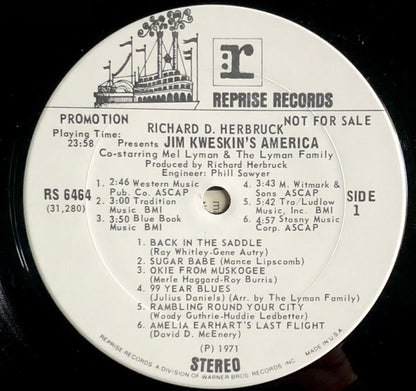 r:
REPRISE RECORDS
PROMOTION
NOT FOR SALE
Playing Time:
23:58
RICHARD D. HERBRUCK
Presents JIM KWESKIN'S AMERICA
Co-starring Mel Lyman & The Lyman Family
Produced by Richard Herbruck
Engineer: Phill Sawyer
RS 6464
(31,280)
SIDE
1
1. 2:46 Western Music
Pub. Co. ASCAP
2. 3:00 Tradition
Music BMI
3. 3:50 Blue Book
Music BMI
4. 3:43 M. Witmark &
Sons ASCAP
5. 5:42 Tro/Ludlow
Music, Inc. BMI
6. 4:57 Stasny Music
Corp. ASCAP
1. BACK IN THE SADDLE
(Ray Whitley-Gene Autry)
2. SUGAR BABE (Mance Lipscomb)
3. OKIE FROM MUSKOGEE
(Merle Haggard-Roy Burris)
4. 99 YEAR BLUES
(Julius Daniels) (Arr. by The Lyman Family)
5. RAMBLING ROUND YOUR CITY
(Woody Guthrie-Huddie Ledbetter)
6. AMELIA EARHART'S LAST FLIGHT
(David D. McEnery)
(P) 1971
STEREO
REPRISE RECORDS, A DIVISION OF WARNER BROS. RECORDS INC. MADE IN U.S.A.